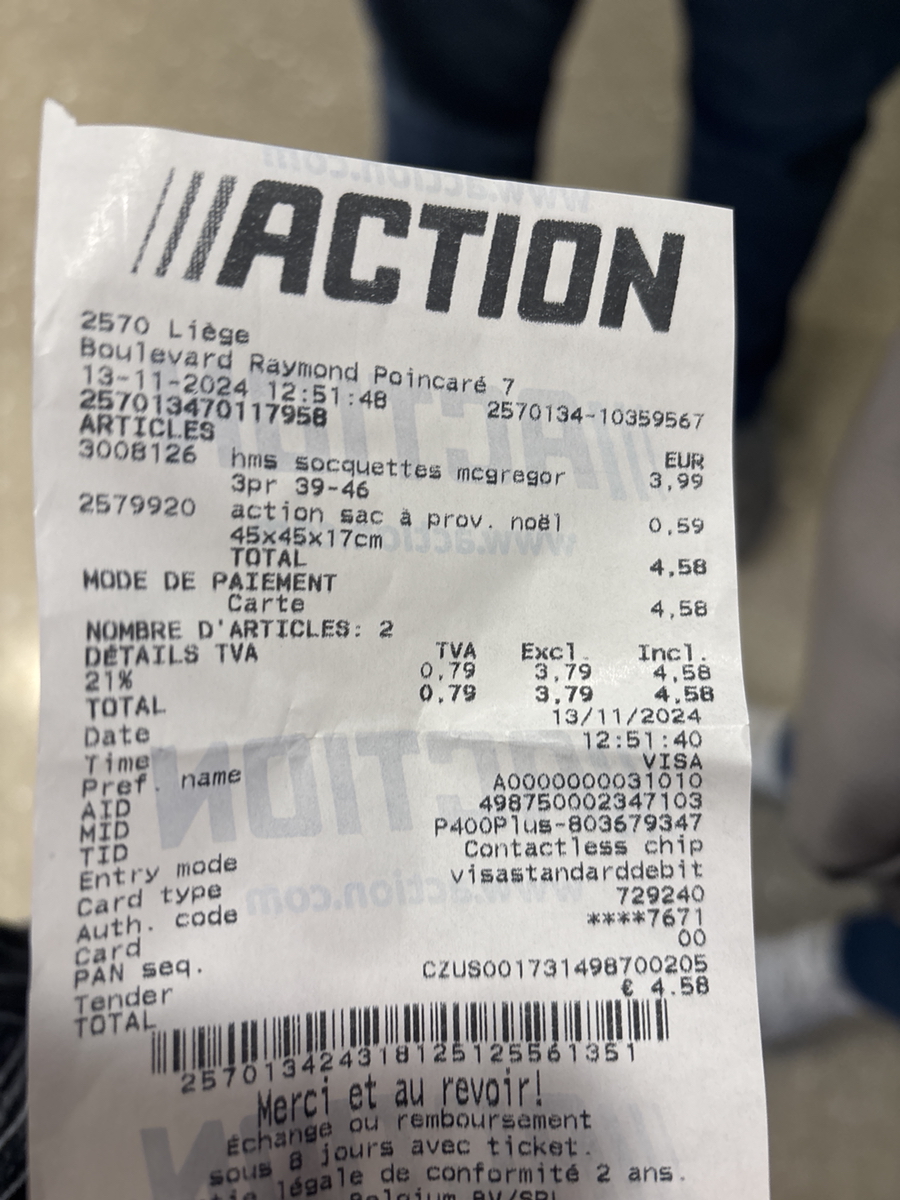 ///ACTION
2570 Liège
Boulevard Raymond Poincaré 7
13-11-2024 12:51:48
257013470117958 2570134-10359567
ARTICLES EUR
3008126 hms socquettes mcgregor 3,99
3pr 39-46
2579920 action sac à prov. noël 0,59
45x45x17cm
TOTAL 4,58
MODE DE PAIEMENT
Carte 4,58
NOMBRE D'ARTICLES: 2
DÉTAILS TVA TVA Excl. Incl.
21% 0,79 3,79 4,58
TOTAL 0,79 3,79 4,58
Date 13/11/2024
Time 12:51:40
Pref. name VISA
AID A0000000031010
MID 498750002347103
TID P400Plus-803679347
Entry mode Contactless chip
Card type visastandarddebit
Auth. code 729240
Card ****7671
PAN seq. 00
Tender CZUS001731498700205
TOTAL € 4.58
2570134243181251255 61351
Merci et au revoir!
Échange ou remboursement
sous 8 jours avec ticket.
légale de conformité 2 ans.
Belgium BV/SRL